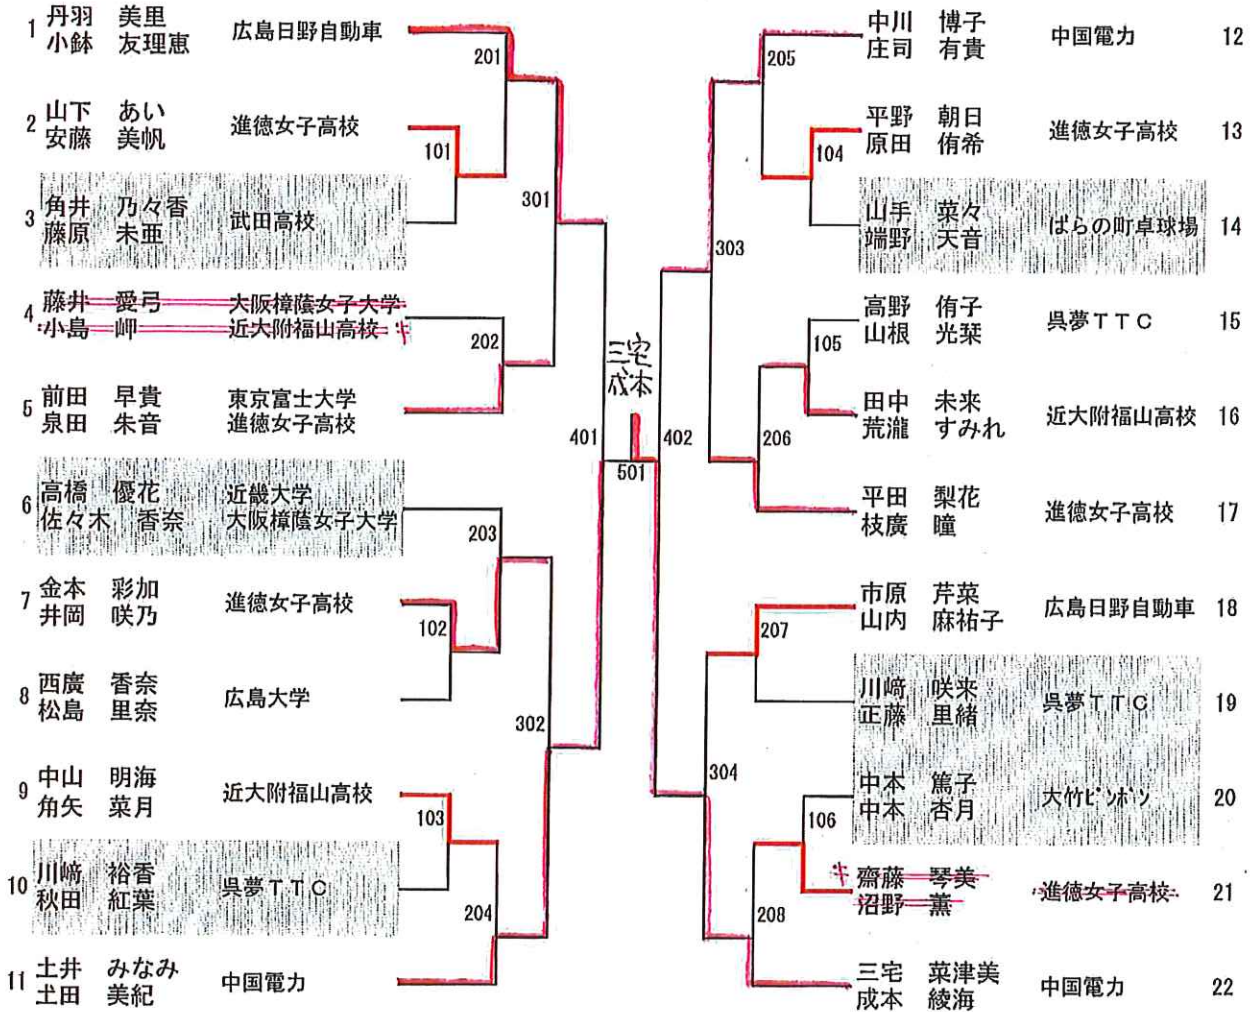 1 丹羽 美里 広島日野自動車
小鉢 友理恵
2 山下 あい 進徳女子高校
安藤 美帆
3 角井 乃々香 武田高校
藤原 未亜
4 藤井 愛弓 大阪樟蔭女子大学
小島 岬 近大附福山高校 キ
5 前田 早貴 東京富士大学
泉田 朱音 進徳女子高校
6 高橋 優花 近畿大学
佐々木 香奈 大阪樟蔭女子大学
7 金本 彩加 進徳女子高校
井岡 咲乃
8 西廣 香奈 広島大学
松島 里奈
9 中山 明海 近大附福山高校
角矢 菜月
10 川﨑 裕香 呉夢TTC
秋田 紅葉
11 土井 みなみ 中国電力
土田 美紀
201
101
301
202
401
203
102
302
103
204
三宅
成本
501
402
205
104
303
105
206
207
304
106
208
中川 博子 中国電力 12
庄司 有貴
平野 朝日 進徳女子高校 13
原田 侑希
山手 菜々 ばらの町卓球場 14
端野 天音
高野 侑子 呉夢TTC 15
山根 光栞
田中 未来 近大附福山高校 16
荒瀧 すみれ
平田 梨花 進徳女子高校 17
枝廣 瞳
市原 芹菜 広島日野自動車 18
山内 麻祐子
川﨑 咲来 呉夢TTC 19
正藤 里緒
中本 篤子 大竹ピンポン 20
中本 杏月
キ 齋藤 琴美 進徳女子高校 21
沼野 薫
三宅 菜津美 中国電力 22
成本 綾海